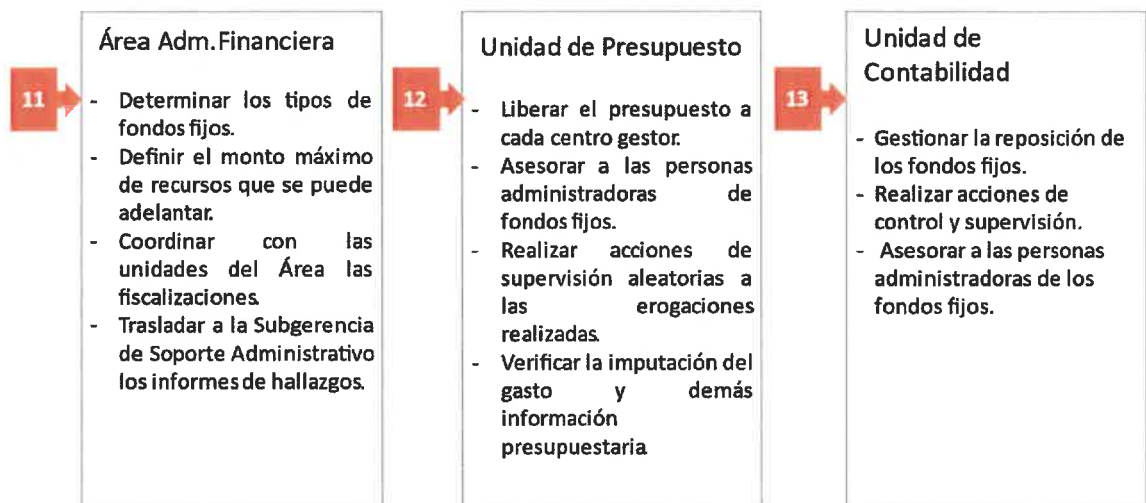 11
Área Adm.Financiera
- Determinar los tipos de
fondos fijos.
- Definir el monto máximo
de recursos que se puede
adelantar.
- Coordinar con las
unidades del Área las
fiscalizaciones.
- Trasladar a la Subgerencia
de Soporte Administrativo
los informes de hallazgos.
12
Unidad de Presupuesto
- Liberar el presupuesto a
cada centro gestor.
- Asesorar a las personas
administradoras de
fondos fijos.
- Realizar acciones de
supervisión aleatorias a
las erogaciones
realizadas.
- Verificar la imputación del
gasto y demás
información
presupuestaria
13
Unidad de
Contabilidad
- Gestionar la reposición de
los fondos fijos.
- Realizar acciones de
control y supervisión.
- Asesorar a las personas
administradoras de los
fondos fijos.